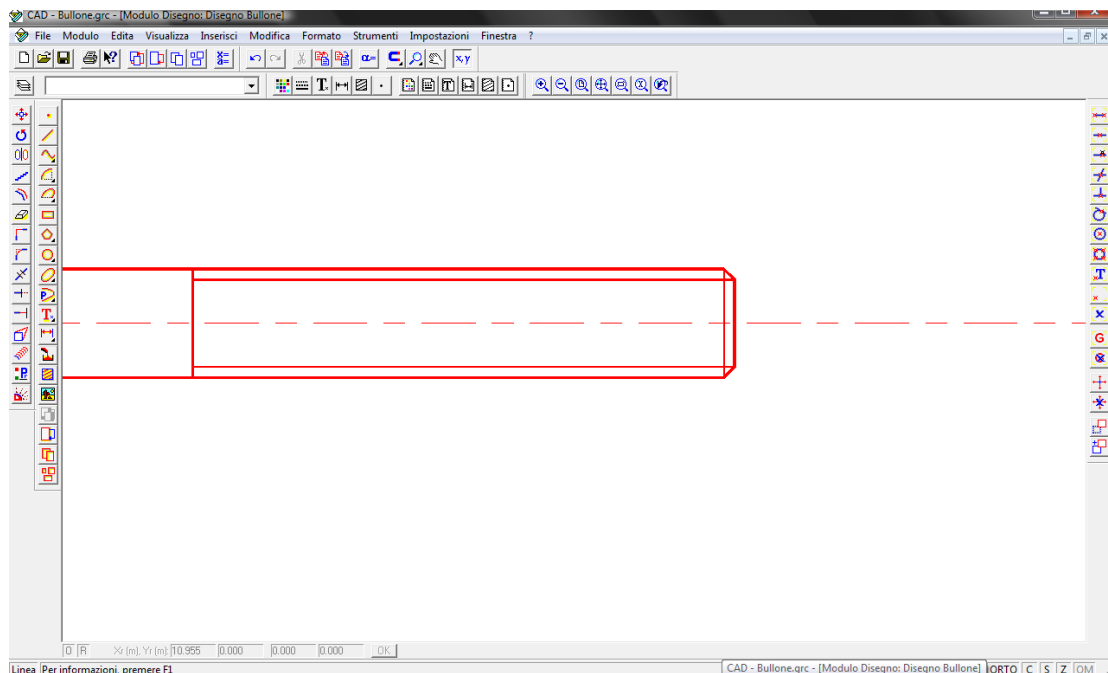 CAD - Bullone.grc - [Modulo Disegno: Disegno Bullone]
File Modulo Edita Visualizza Inserisci Modifica Formato Strumenti Impostazioni Finestra ?
α= x,y
O R Xr (m), Yr (m) 10.955 0.000 0.000 0.000 OK
Linea Per informazioni, premere F1 CAD - Bullone.grc - [Modulo Disegno: Disegno Bullone] ORTO C S Z OM